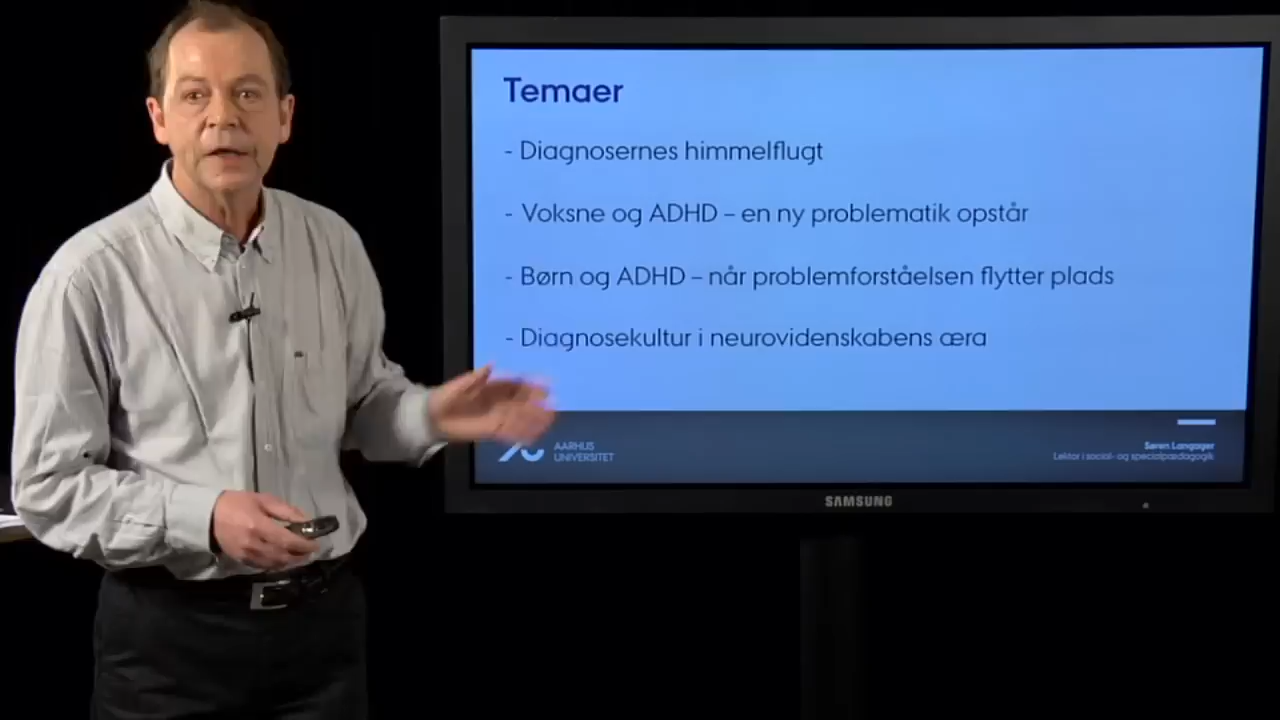 Temaer
- Diagnosernes himmelflugt
- Voksne og ADHD – en ny problematik opstår
- Børn og ADHD – når problemforståelsen flytter plads
- Diagnosekultur i neurovidenskabens æra
AARHUS
UNIVERSITET
Søren Langager
Lektor i social- og specialpædagogik
SAMSUNG